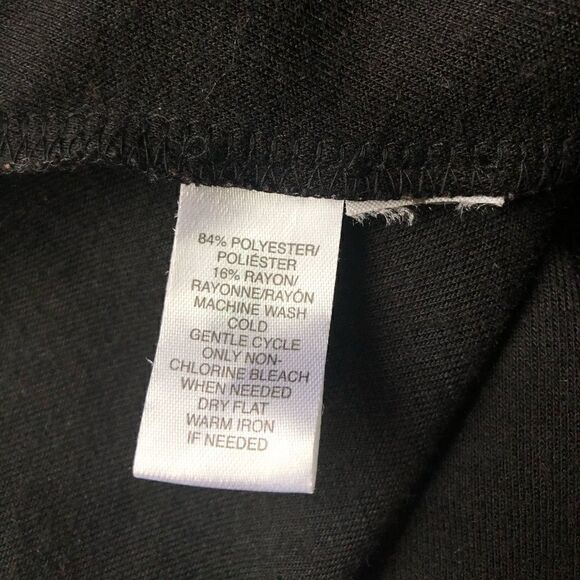 84% POLYESTER/
POLIÉSTER
16% RAYON/
RAYONNE/RAYÓN
MACHINE WASH
COLD
GENTLE CYCLE
ONLY NON-
CHLORINE BLEACH
WHEN NEEDED
DRY FLAT
WARM IRON
IF NEEDED